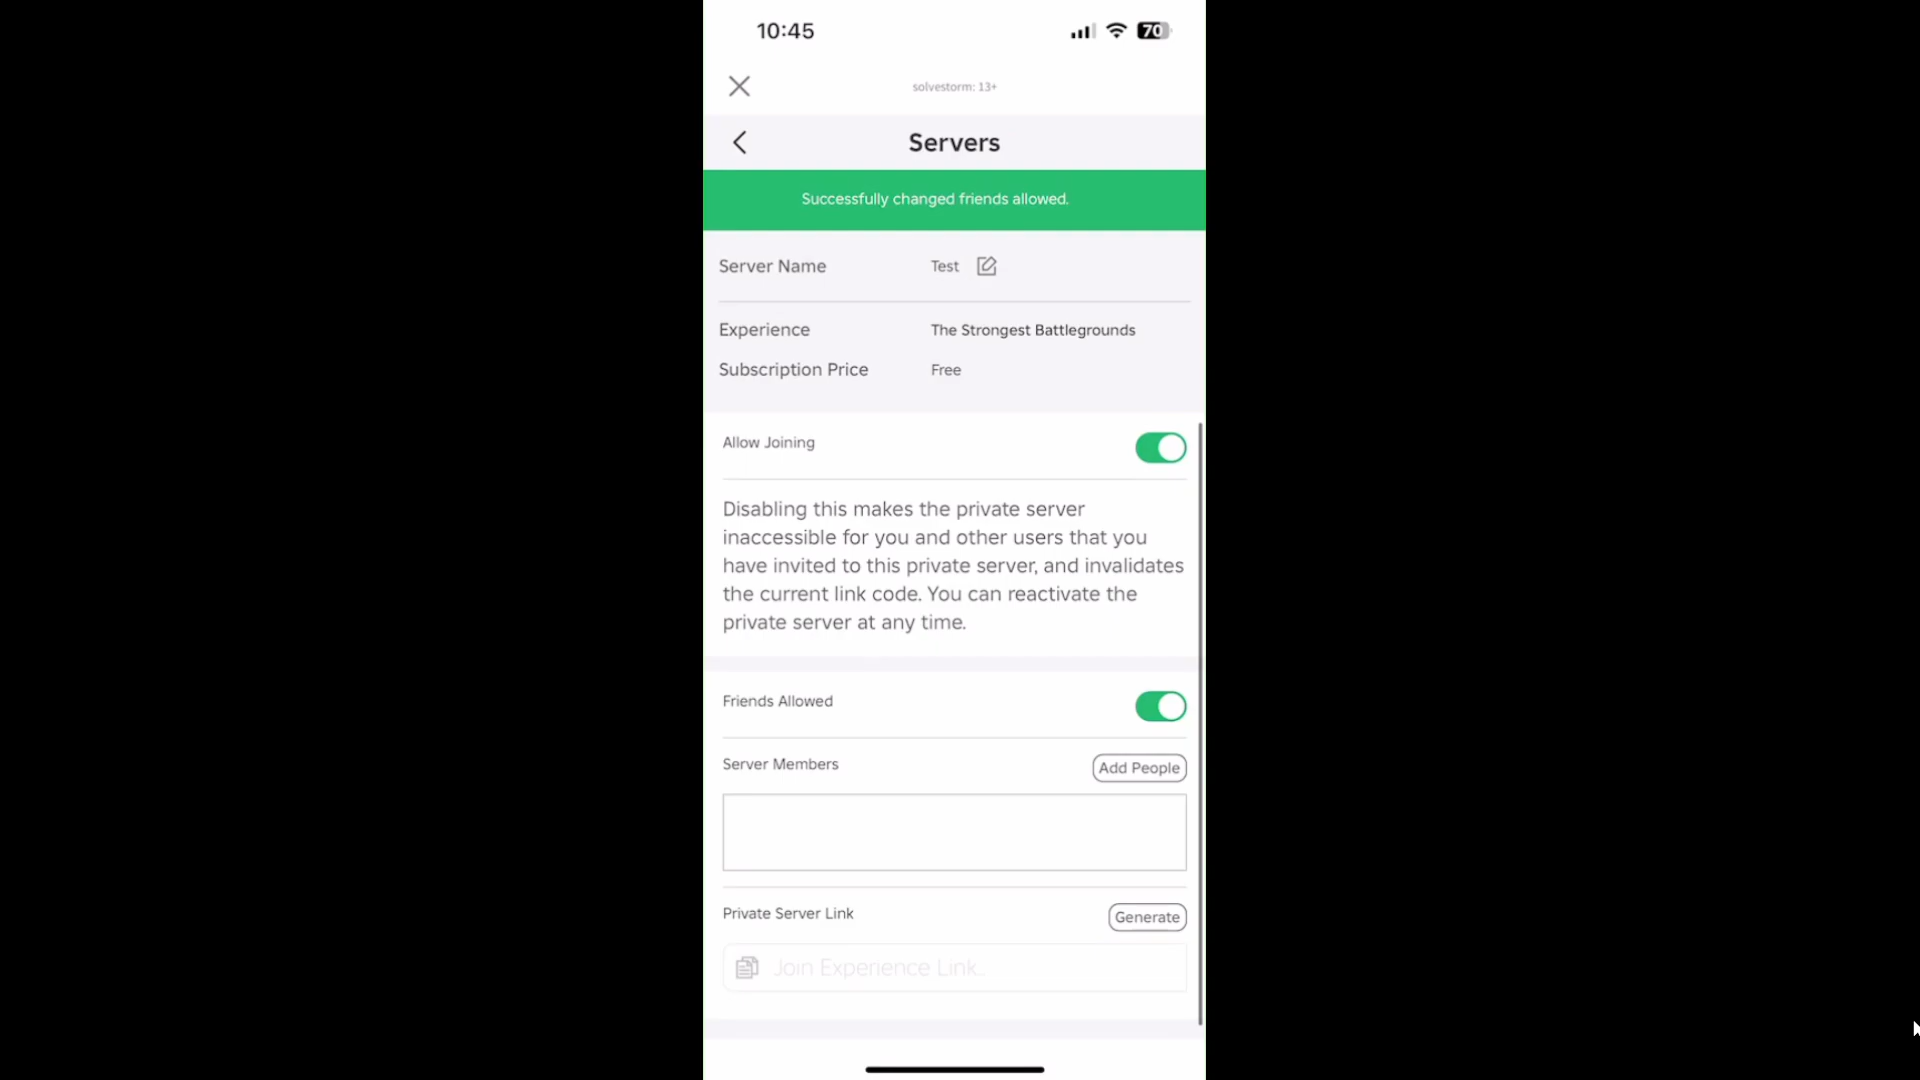 10:45
70
solvestorm: 13+
Servers
Successfully changed friends allowed.
Server Name Test
Experience The Strongest Battlegrounds
Subscription Price Free
Allow Joining
Disabling this makes the private server
inaccessible for you and other users that you
have invited to this private server, and invalidates
the current link code. You can reactivate the
private server at any time.
Friends Allowed
Server Members Add People
Private Server Link Generate
Join Experience Link...